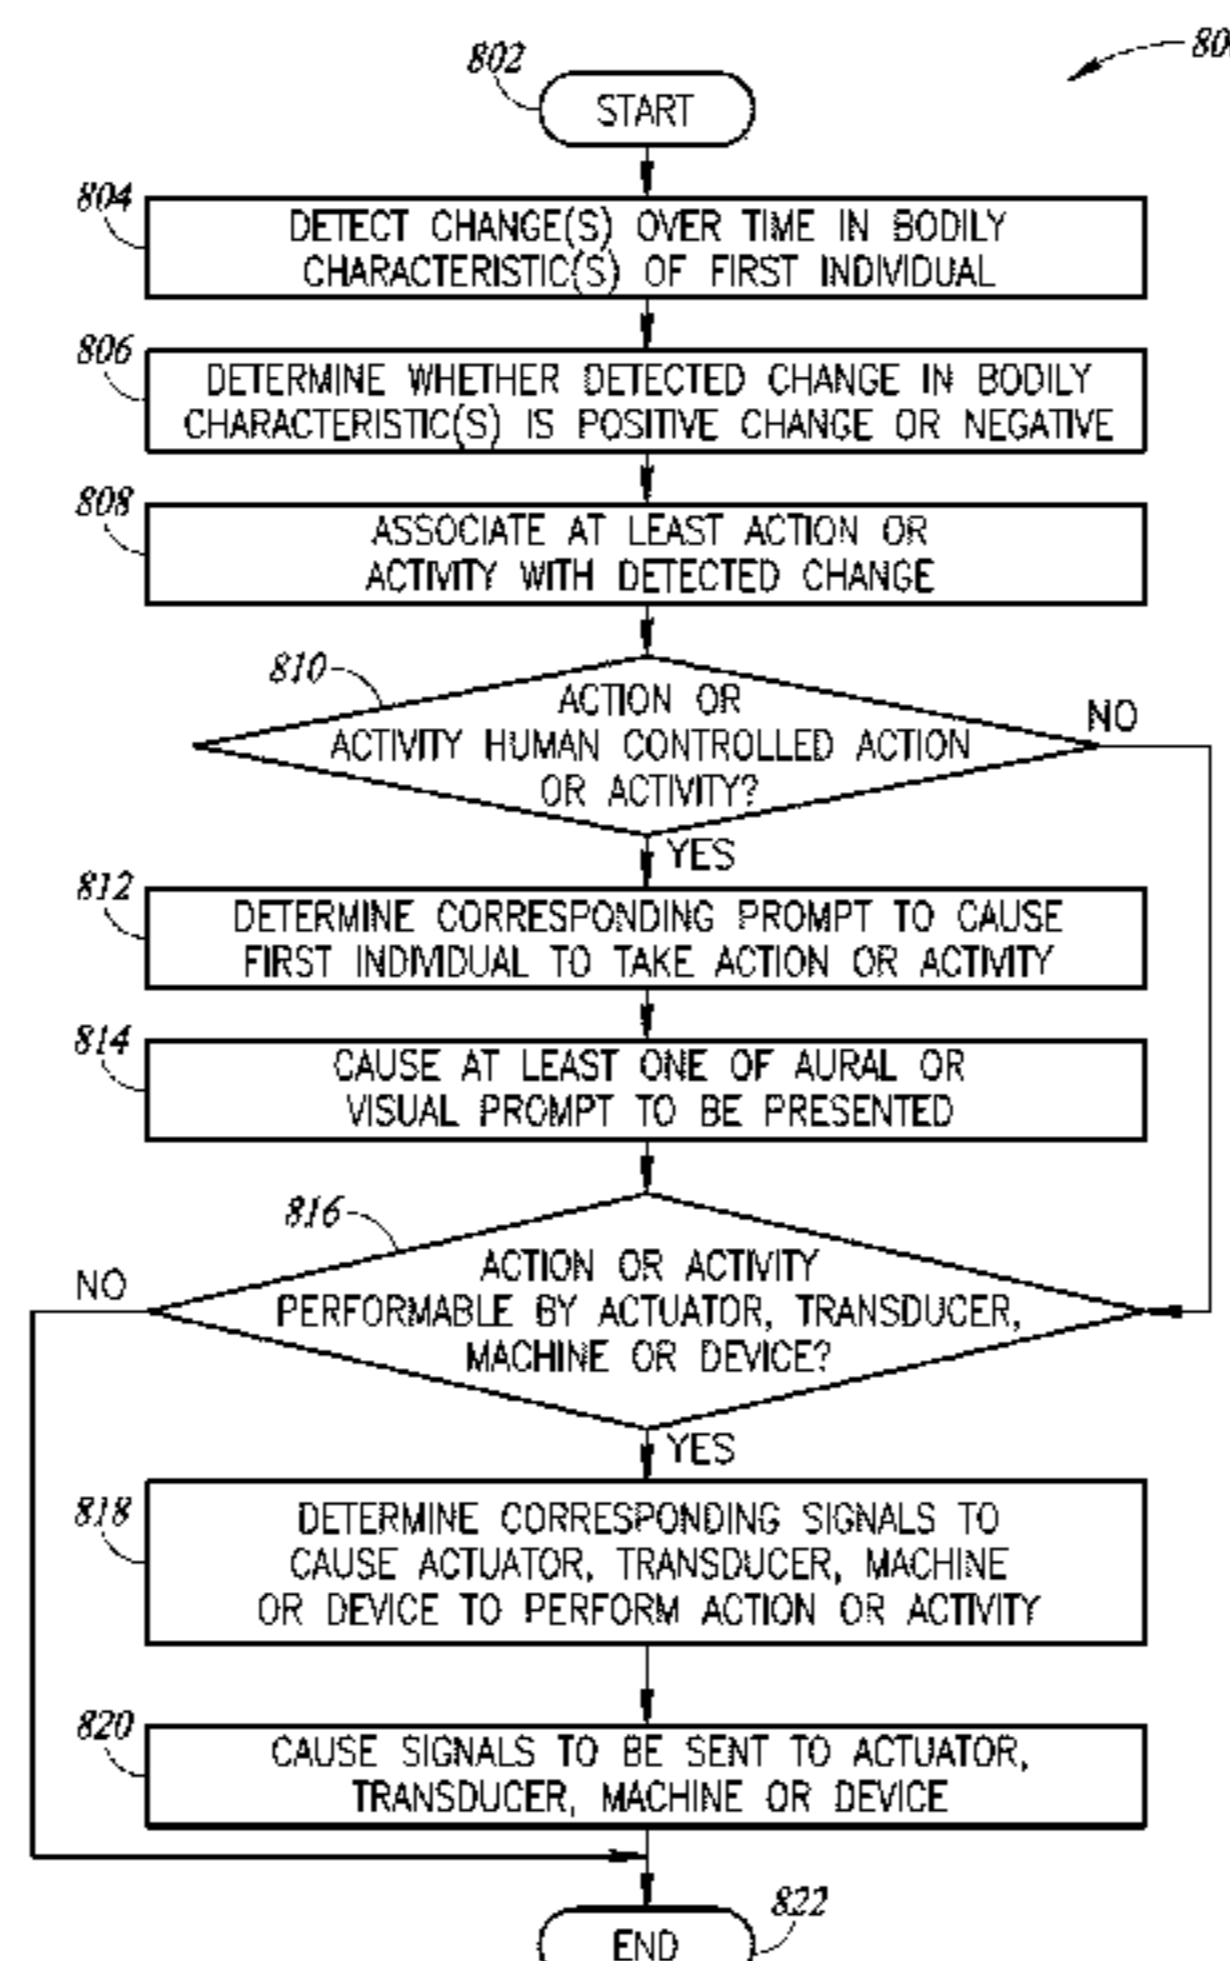 80
802
START
804
DETECT CHANGE(S) OVER TIME IN BODILY
CHARACTERISTIC(S) OF FIRST INDIVIDUAL
806
DETERMINE WHETHER DETECTED CHANGE IN BODILY
CHARACTERISTIC(S) IS POSITIVE CHANGE OR NEGATIVE
808
ASSOCIATE AT LEAST ACTION OR
ACTIVITY WITH DETECTED CHANGE
810
ACTION OR
ACTIVITY HUMAN CONTROLLED ACTION
OR ACTIVITY?
NO
YES
812
DETERMINE CORRESPONDING PROMPT TO CAUSE
FIRST INDIVIDUAL TO TAKE ACTION OR ACTIVITY
814
CAUSE AT LEAST ONE OF AURAL OR
VISUAL PROMPT TO BE PRESENTED
816
ACTION OR ACTIVITY
PERFORMABLE BY ACTUATOR, TRANSDUCER,
MACHINE OR DEVICE?
NO
YES
818
DETERMINE CORRESPONDING SIGNALS TO
CAUSE ACTUATOR, TRANSDUCER, MACHINE
OR DEVICE TO PERFORM ACTION OR ACTIVITY
820
CAUSE SIGNALS TO BE SENT TO ACTUATOR,
TRANSDUCER, MACHINE OR DEVICE
822
END